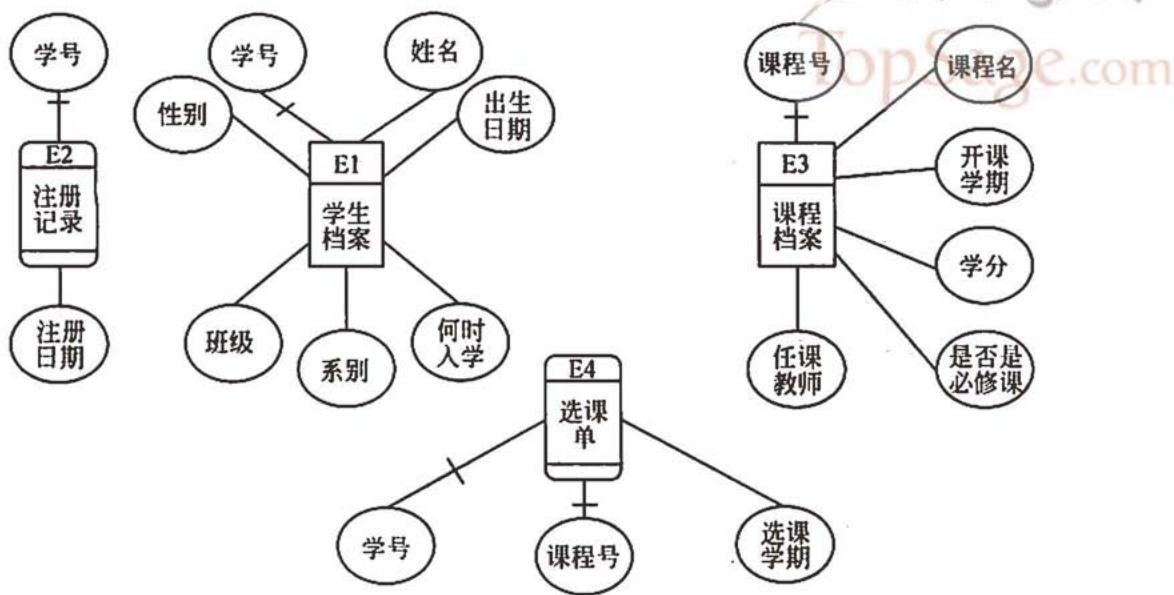 TopSage.com
学号
学号
姓名
性别
出生
日期
课程号
课程名
E2
注册
记录
E1
学生
档案
E3
课程
档案
开课
学期
学分
注册
日期
班级
系别
何时
入学
任课
教师
是否是
必修课
E4
选课
单
学号
课程号
选课
学期